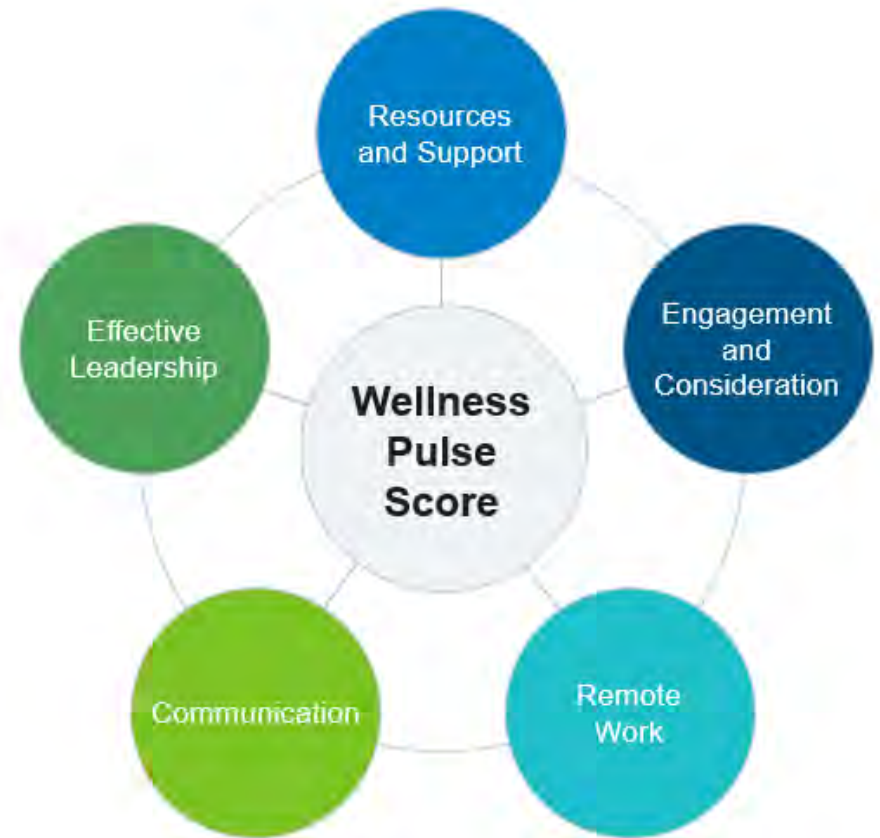 Resources
and Support
Engagement
and
Consideration
Effective
Leadership
Wellness
Pulse
Score
Remote
Work
Communication